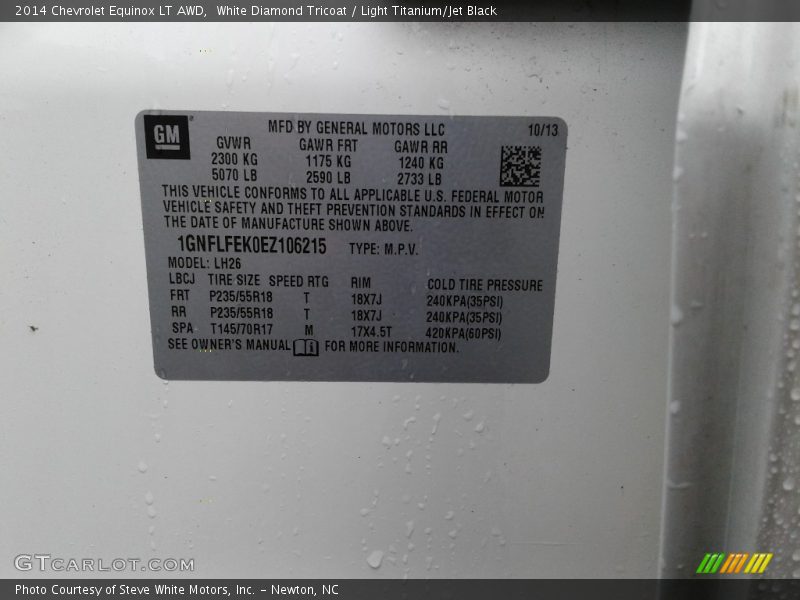 2014 Chevrolet Equinox LT AWD,  White Diamond Tricoat / Light Titanium/Jet Black
GM
MFD BY GENERAL MOTORS LLC 10/13
GVWR GAWR FRT GAWR RR
2300 KG 1175 KG 1240 KG
5070 LB 2590 LB 2733 LB
THIS VEHICLE CONFORMS TO ALL APPLICABLE U.S. FEDERAL MOTOR
VEHICLE SAFETY AND THEFT PREVENTION STANDARDS IN EFFECT ON
THE DATE OF MANUFACTURE SHOWN ABOVE.
1GNFLFEK0EZ106215 TYPE: M.P.V.
MODEL: LH26
LBCJ TIRE SIZE SPEED RTG RIM COLD TIRE PRESSURE
FRT P235/55R18 T 18X7J 240KPA(35PSI)
RR P235/55R18 T 18X7J 240KPA(35PSI)
SPA T145/70R17 M 17X4.5T 420KPA(60PSI)
SEE OWNER'S MANUAL FOR MORE INFORMATION.
GTCARLOT.COM
Photo Courtesy of Steve White Motors, Inc. – Newton, NC